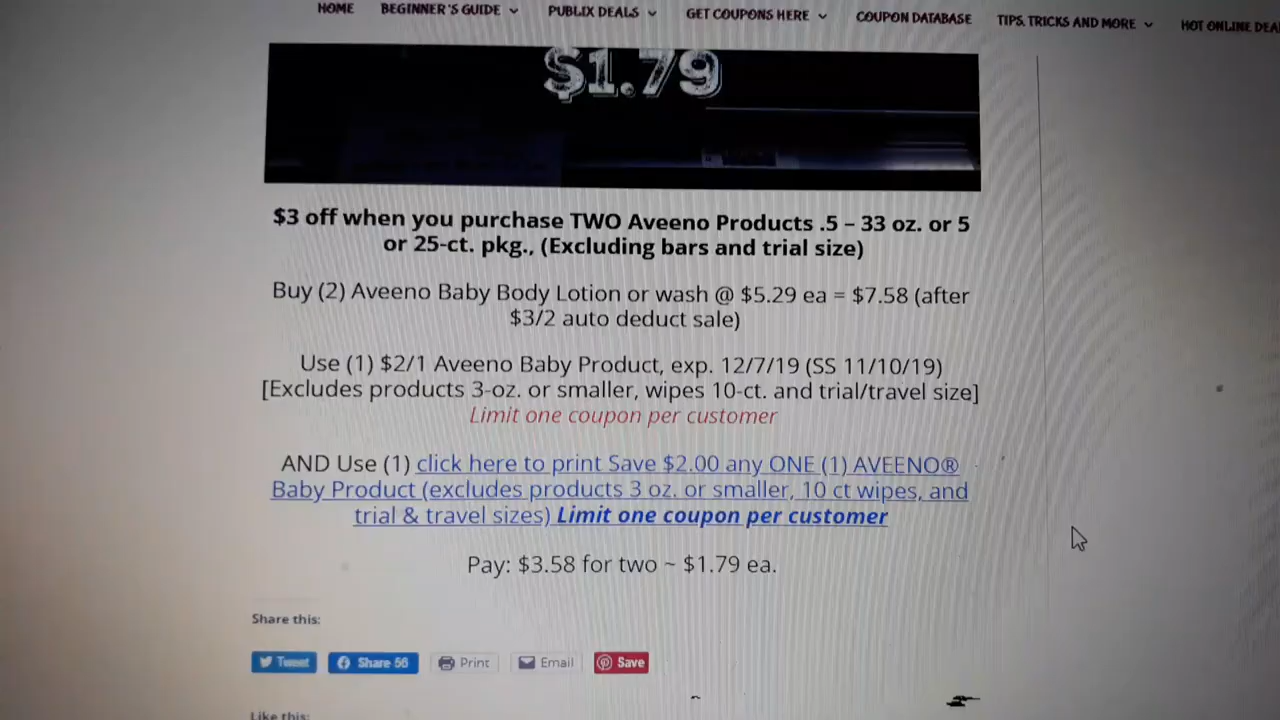 HOME BEGINNER'S GUIDE PUBLIX DEALS GET COUPONS HERE COUPON DATABASE TIPS, TRICKS AND MORE HOT ONLINE DEA
$1.79
$3 off when you purchase TWO Aveeno Products .5 – 33 oz. or 5
or 25-ct. pkg., (Excluding bars and trial size)
Buy (2) Aveeno Baby Body Lotion or wash @ $5.29 ea = $7.58 (after
$3/2 auto deduct sale)
Use (1) $2/1 Aveeno Baby Product, exp. 12/7/19 (SS 11/10/19)
[Excludes products 3-oz. or smaller, wipes 10-ct. and trial/travel size]
Limit one coupon per customer
AND Use (1) click here to print Save $2.00 any ONE (1) AVEENO®
Baby Product (excludes products 3 oz. or smaller, 10 ct wipes, and
trial & travel sizes) Limit one coupon per customer
Pay: $3.58 for two ~ $1.79 ea.
Share this:
Tweet Share 56 Print Email Save
Like this: